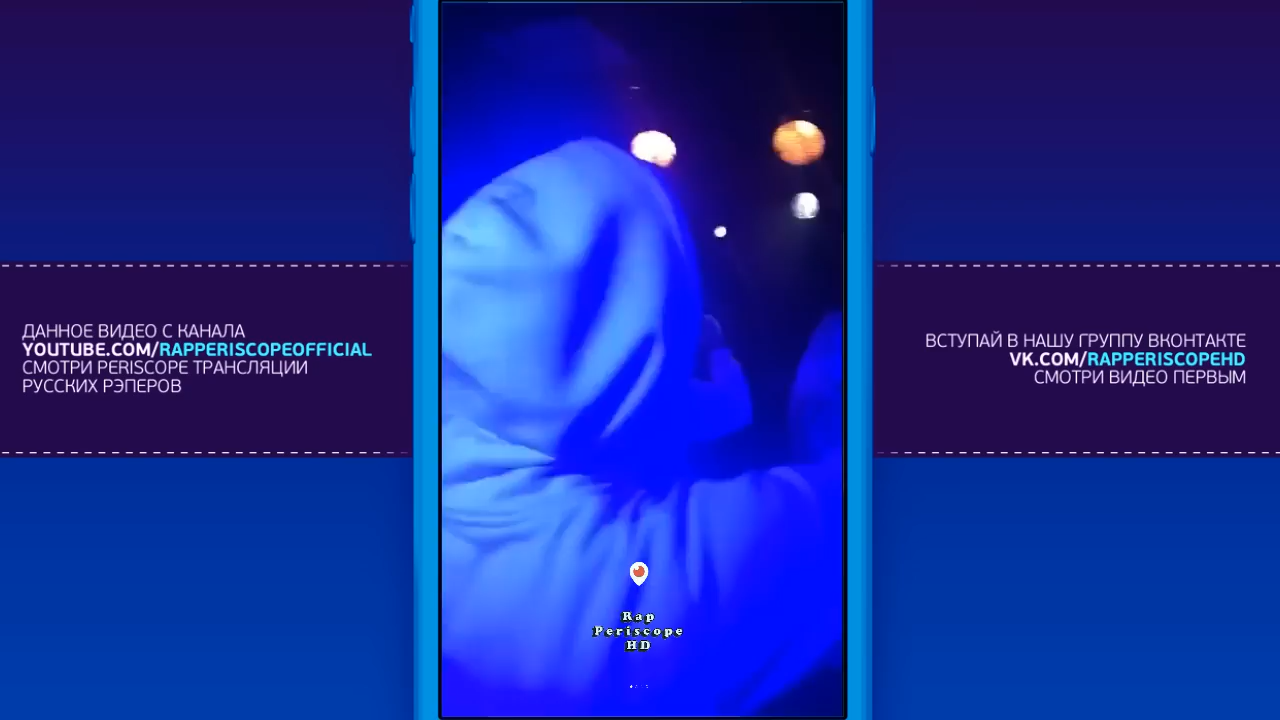 ДАННОЕ ВИДЕО С КАНАЛА
YOUTUBE.COM/RAPPERISCOPEOFFICIAL
СМОТРИ PERISCOPE ТРАНСЛЯЦИИ
РУССКИХ РЭПЕРОВ
ВСТУПАЙ В НАШУ ГРУППУ ВКОНТАКТЕ
VK.COM/RAPPERISCOPEHD
СМОТРИ ВИДЕО ПЕРВЫМ
Rap
Periscope
HD